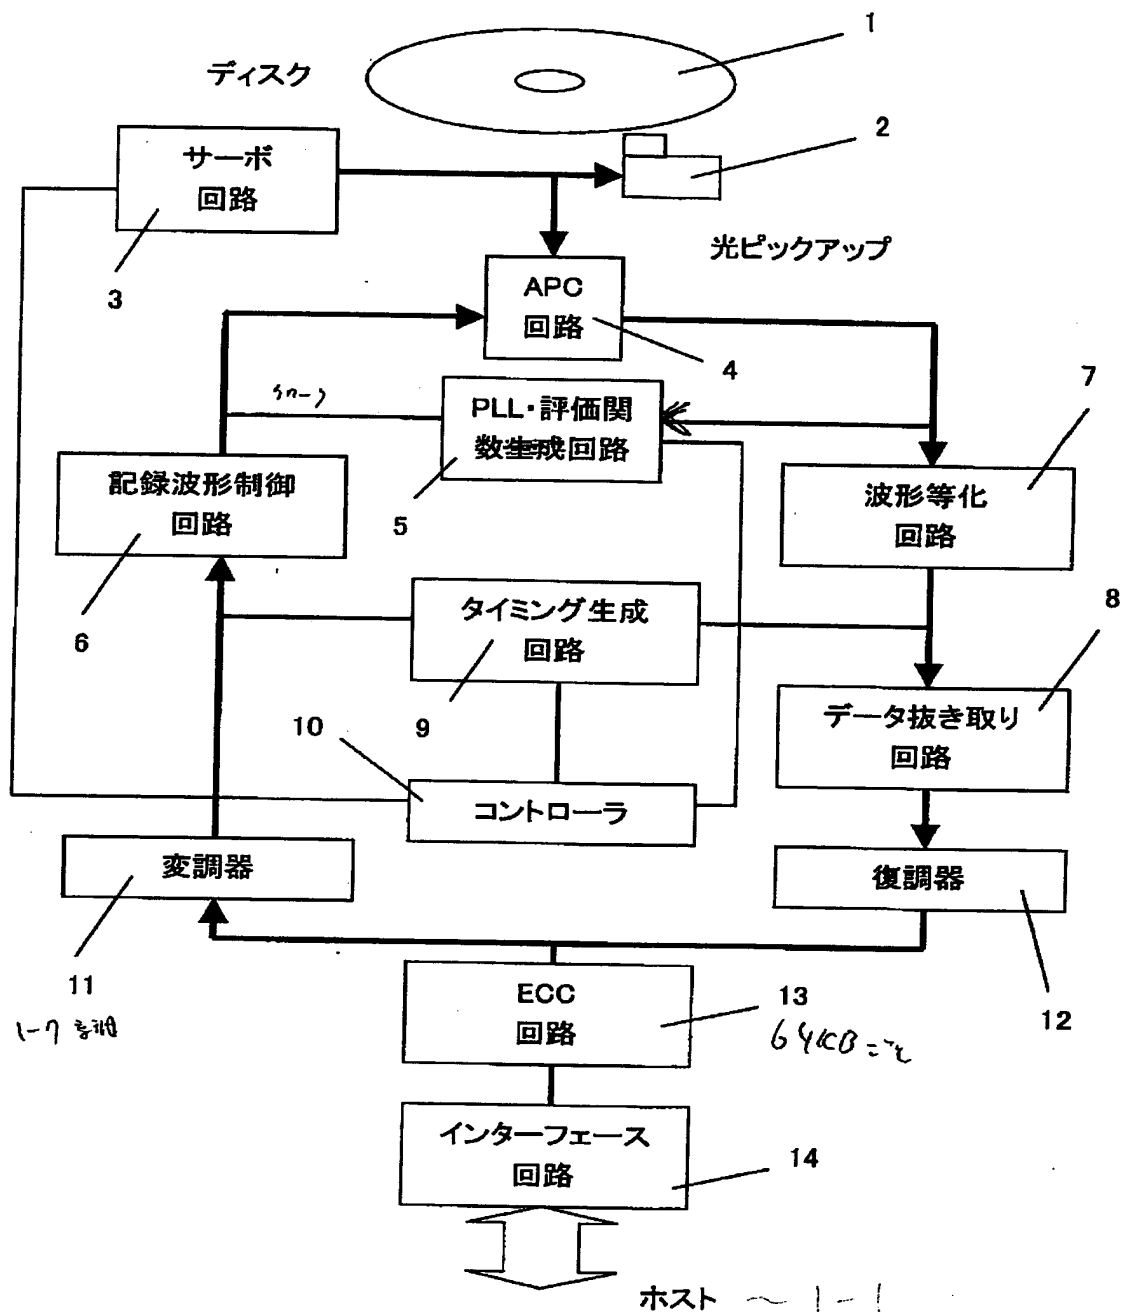 1
ディスク
2
サーボ
回路
光ピックアップ
3
APC
回路
4
7
PLL・評価関
数生成回路
5
記録波形制御
回路
波形等化
回路
6
タイミング生成
回路
8
9
データ抜き取り
回路
10
コントローラ
変調器
復調器
11
1-7変調
ECC
回路
13
64KBごと
12
インターフェース
回路
14
ホスト